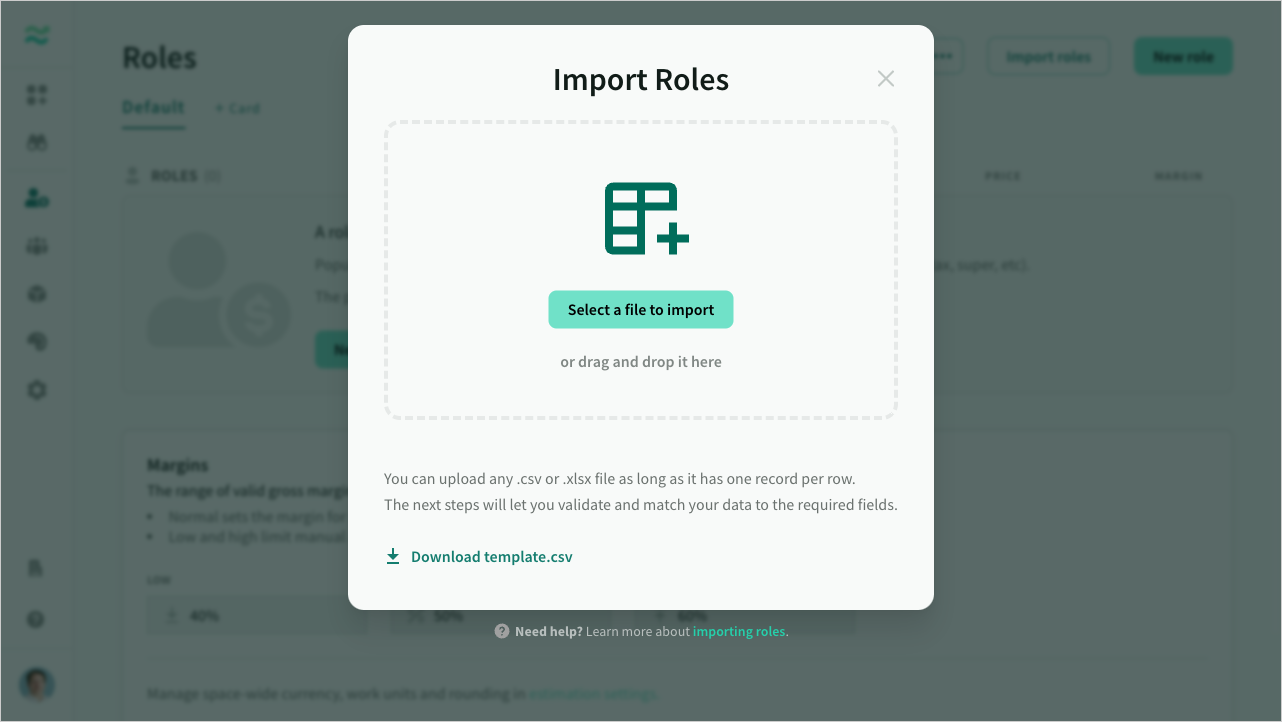 Roles
Import roles
New role
Default
+ Card
ROLES
PRICE
MARGIN
Import Roles
Select a file to import
or drag and drop it here
You can upload any .csv or .xlsx file as long as it has one record per row.
The next steps will let you validate and match your data to the required fields.
Download template.csv
Need help? Learn more about importing roles.
super, etc).
Margins
The range of valid gross
Normal sets the margin for
Low and high limit manual
LOW
40%
50%
60%
Manage space-wide currency, work units and rounding in estimation settings.